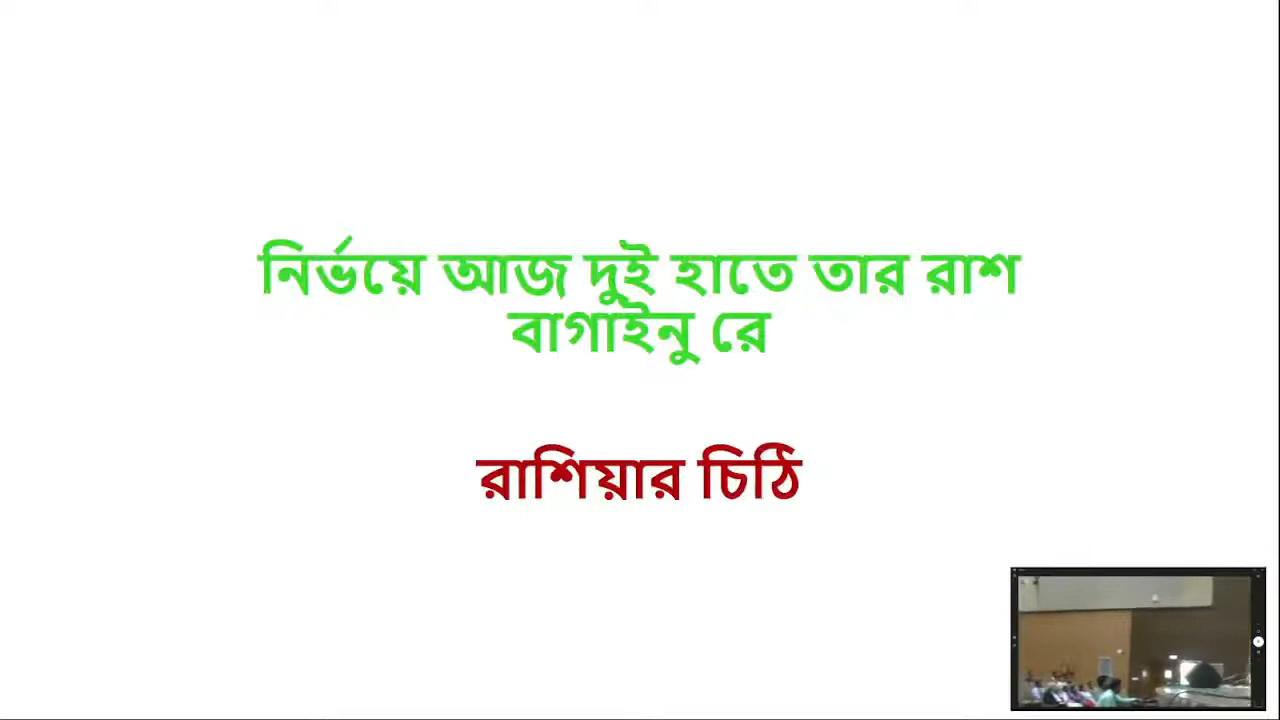 নির্ভয়ে আজ দুই হাতে তার রাশ
বাগাইনু রে
রাশিয়ার চিঠি